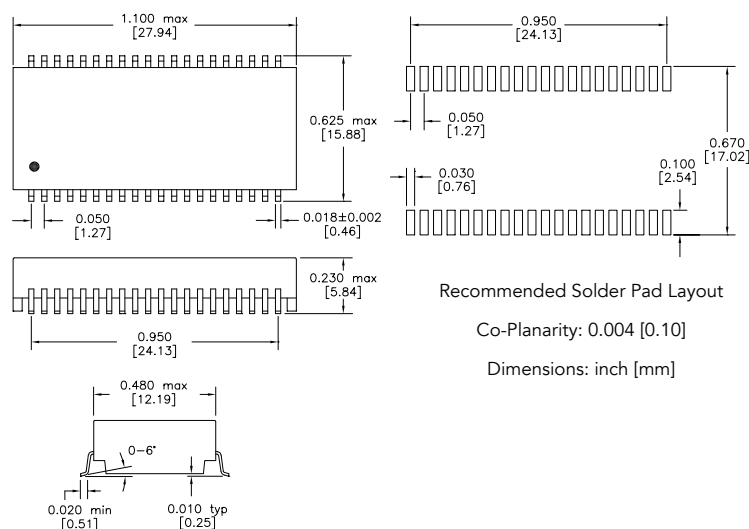 1.100 max
[27.94]
0.625 max
[15.88]
0.050
[1.27]
0.018±0.002
[0.46]
0.950
[24.13]
0.050
[1.27]
0.670
[17.02]
0.030
[0.76]
0.100
[2.54]
0.230 max
[5.84]
0.950
[24.13]
Recommended Solder Pad Layout
Co-Planarity: 0.004 [0.10]
Dimensions: inch [mm]
0.480 max
[12.19]
0-6°
0.020 min
[0.51]
0.010 typ
[0.25]